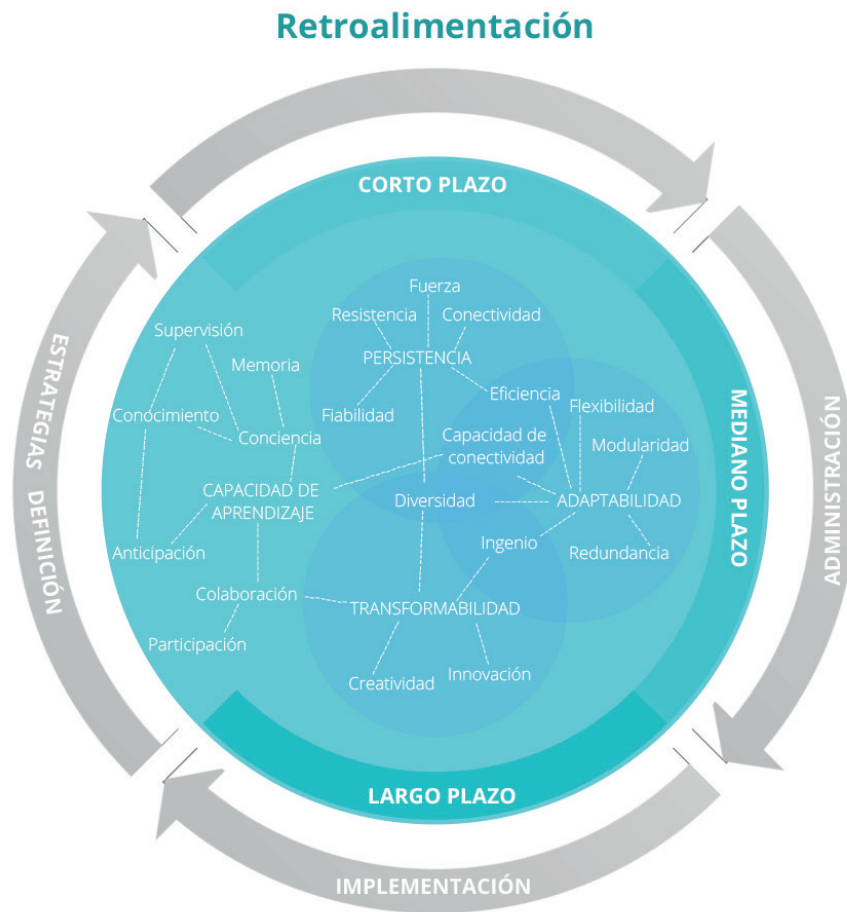 Retroalimentación
CORTO PLAZO
Fuerza
Resistencia
Conectividad
Supervisión
PERSISTENCIA
Memoria
Eficiencia
Flexibilidad
Conocimiento
Fiabilidad
Conciencia
Capacidad de
conectividad
Modularidad
CAPACIDAD DE
APRENDIZAJE
Diversidad
ADAPTABILIDAD
Anticipación
Ingenio
Redundancia
Colaboración
TRANSFORMABILIDAD
Participación
Creatividad
Innovación
MEDIANO PLAZO
LARGO PLAZO
ADMINISTRACIÓN
IMPLEMENTACIÓN
ESTRATEGIAS DEFINICIÓN